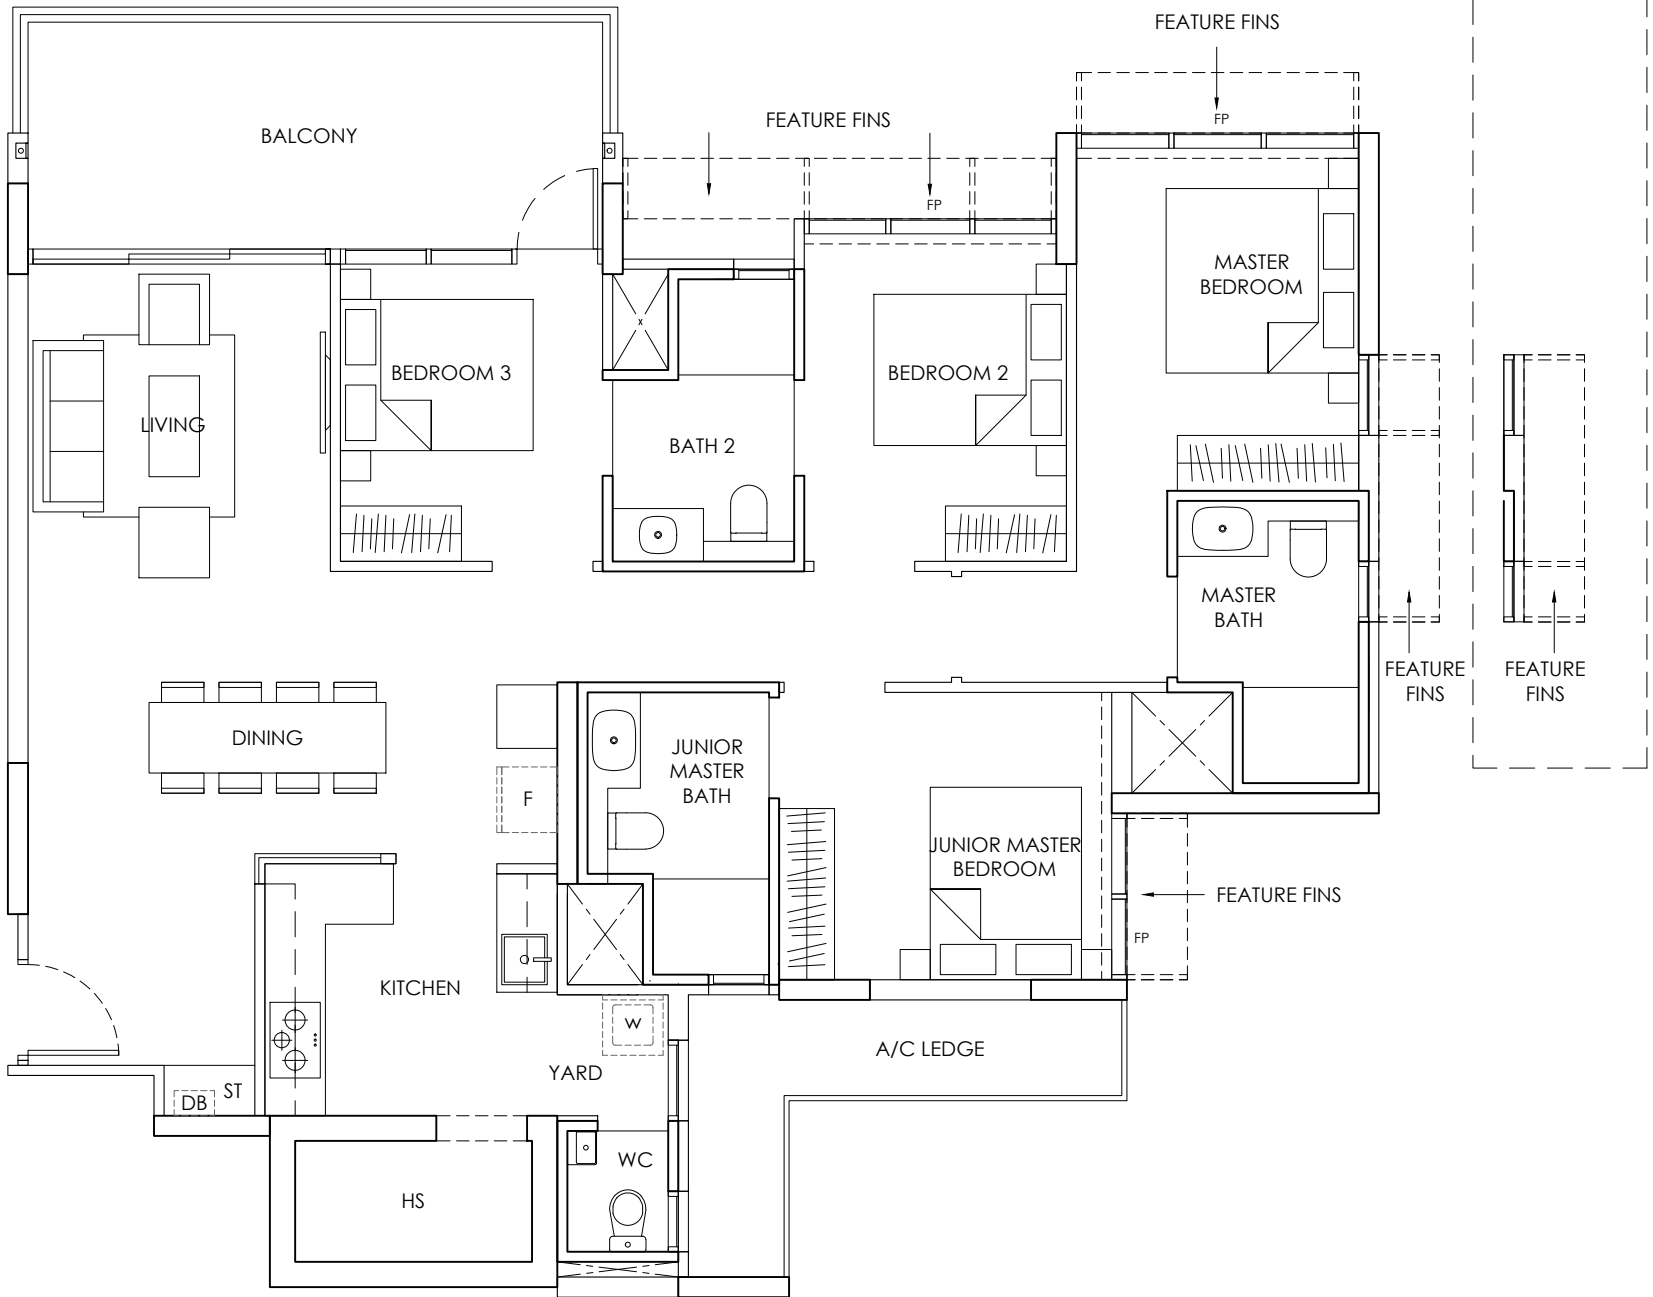 FEATURE FINS
FP
FEATURE FINS
FP
BALCONY
MASTER
BEDROOM
BEDROOM 3
BEDROOM 2
LIVING
BATH 2
x
MASTER
BATH
FEATURE
FINS
FEATURE
FINS
DINING
JUNIOR
MASTER
BATH
F
JUNIOR MASTER
BEDROOM
FEATURE FINS
FP
KITCHEN
W
A/C LEDGE
YARD
ST
DB
WC
HS